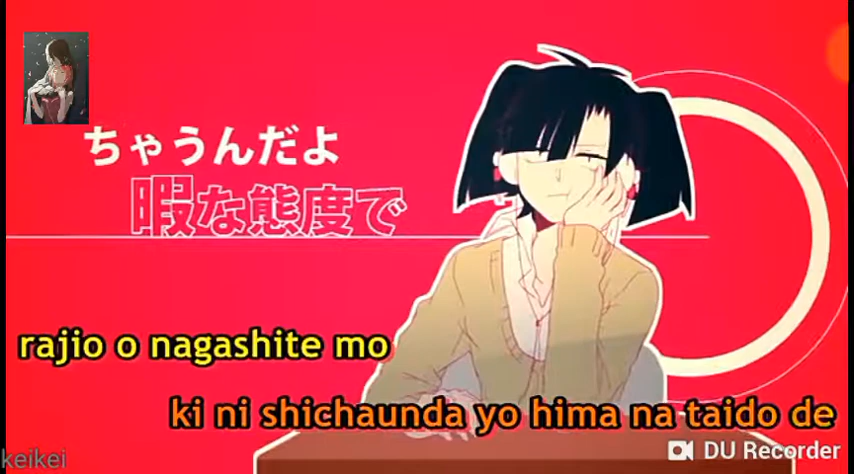 ちゃうんだよ
暇な態度で
rajio o nagashite mo
ki ni shichaunda yo hima na taido de
keikei
DU Recorder